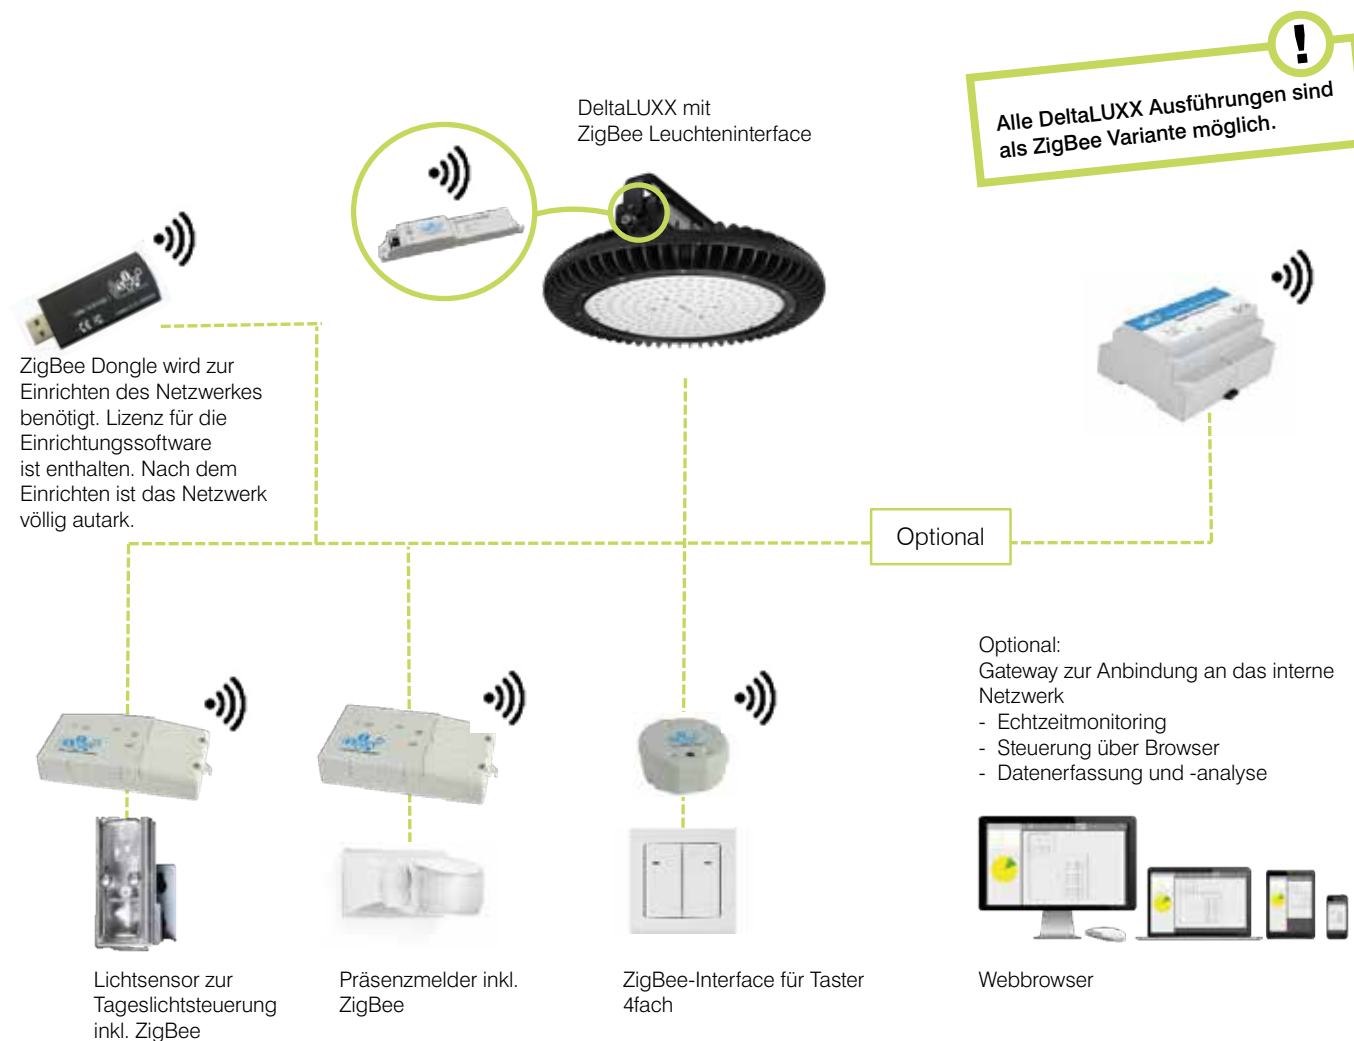 Alle DeltaLUXX Ausführungen sind
als ZigBee Variante möglich.
DeltaLUXX mit
ZigBee Leuchteninterface
ZigBee Dongle wird zur
Einrichten des Netzwerkes
benötigt. Lizenz für die
Einrichtungssoftware
ist enthalten. Nach dem
Einrichten ist das Netzwerk
völlig autark.
Optional
Optional:
Gateway zur Anbindung an das interne
Netzwerk
- Echtzeitmonitoring
- Steuerung über Browser
- Datenerfassung und -analyse
Lichtsensor zur
Tageslichtsteuerung
inkl. ZigBee
Präsenzmelder inkl.
ZigBee
ZigBee-Interface für Taster
4fach
Webbrowser